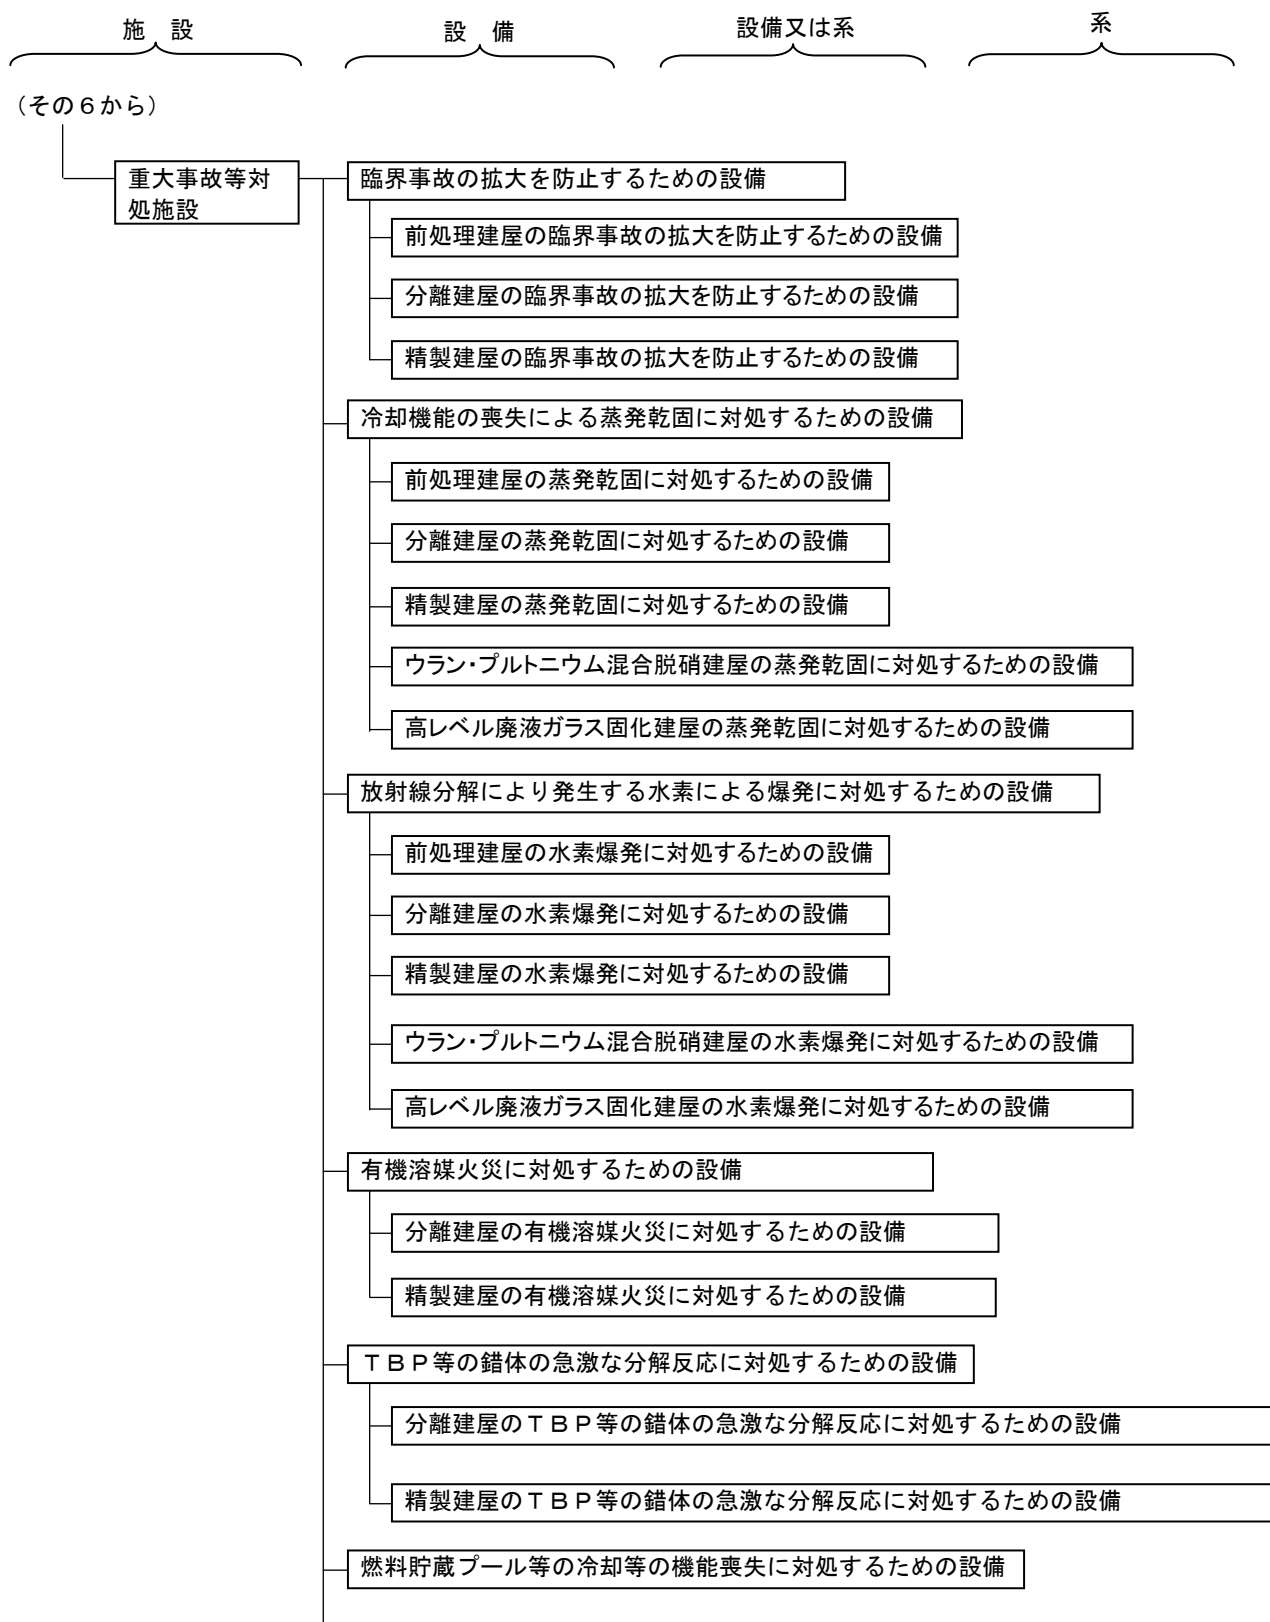 施 設
設 備
設備又は系
系
（その６から）
重大事故等対
処施設
臨界事故の拡大を防止するための設備
前処理建屋の臨界事故の拡大を防止するための設備
分離建屋の臨界事故の拡大を防止するための設備
精製建屋の臨界事故の拡大を防止するための設備
冷却機能の喪失による蒸発乾固に対処するための設備
前処理建屋の蒸発乾固に対処するための設備
分離建屋の蒸発乾固に対処するための設備
精製建屋の蒸発乾固に対処するための設備
ウラン・プルトニウム混合脱硝建屋の蒸発乾固に対処するための設備
高レベル廃液ガラス固化建屋の蒸発乾固に対処するための設備
放射線分解により発生する水素による爆発に対処するための設備
前処理建屋の水素爆発に対処するための設備
分離建屋の水素爆発に対処するための設備
精製建屋の水素爆発に対処するための設備
ウラン・プルトニウム混合脱硝建屋の水素爆発に対処するための設備
高レベル廃液ガラス固化建屋の水素爆発に対処するための設備
有機溶媒火災に対処するための設備
分離建屋の有機溶媒火災に対処するための設備
精製建屋の有機溶媒火災に対処するための設備
ＴＢＰ等の錯体の急激な分解反応に対処するための設備
分離建屋のＴＢＰ等の錯体の急激な分解反応に対処するための設備
精製建屋のＴＢＰ等の錯体の急激な分解反応に対処するための設備
燃料貯蔵プール等の冷却等の機能喪失に対処するための設備